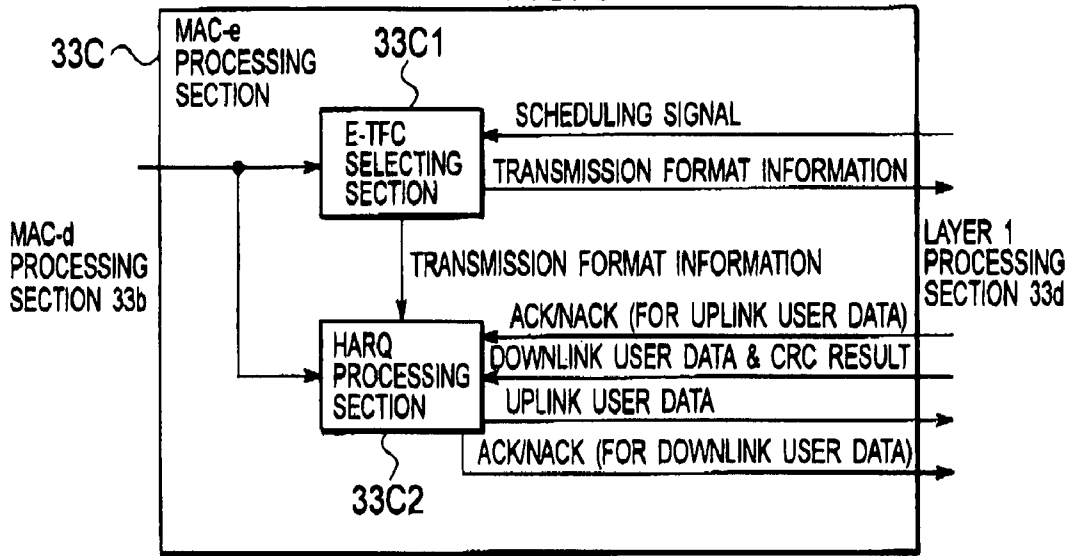 33C
MAC-e
PROCESSING
SECTION
33C1
E-TFC
SELECTING
SECTION
SCHEDULING SIGNAL
TRANSMISSION FORMAT INFORMATION
MAC-d
PROCESSING
SECTION 33b
TRANSMISSION FORMAT INFORMATION
LAYER 1
PROCESSING
SECTION 33d
HARQ
PROCESSING
SECTION
ACK/NACK (FOR UPLINK USER DATA)
DOWNLINK USER DATA & CRC RESULT
UPLINK USER DATA
ACK/NACK (FOR DOWNLINK USER DATA)
33C2